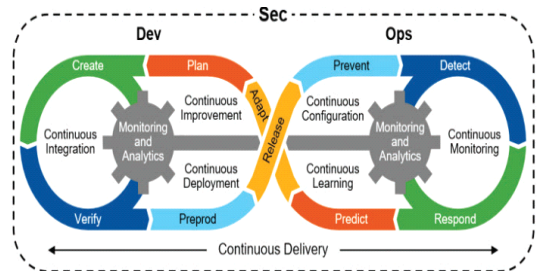 Sec
Dev
Ops
Create
Plan
Prevent
Detect
Adapt
Release
Continuous
Improvement
Continuous
Configuration
Continuous
Integration
Monitoring
and
Analytics
Monitoring
and
Analytics
Continuous
Monitoring
Continuous
Deployment
Continuous
Learning
Verify
Preprod
Predict
Respond
Continuous Delivery